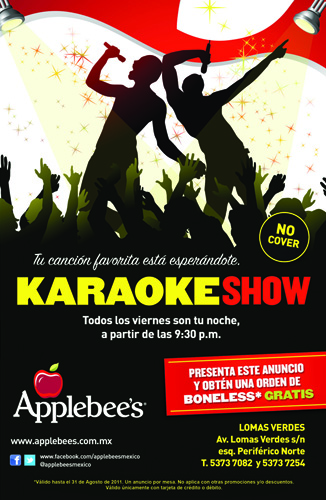 NO
COVER
Tu canción favorita está esperándote.
KARAOKE SHOW
Todos los viernes son tu noche,
a partir de las 9:30 p.m.
PRESENTA ESTE ANUNCIO
Y OBTÉN UNA ORDEN DE
BONELESS* GRATIS
Applebee's®
www.applebees.com.mx
www.facebook.com/applebeesmexico
@applebeesmexico
LOMAS VERDES
Av. Lomas Verdes s/n
esq. Periférico Norte
T. 5373 7082 y 5373 7254
*Válido hasta el 31 de Agosto de 2011. Un anuncio por mesa. No aplica con otras promociones y/o descuentos.
Válido únicamente con tarjeta de crédito o débito.